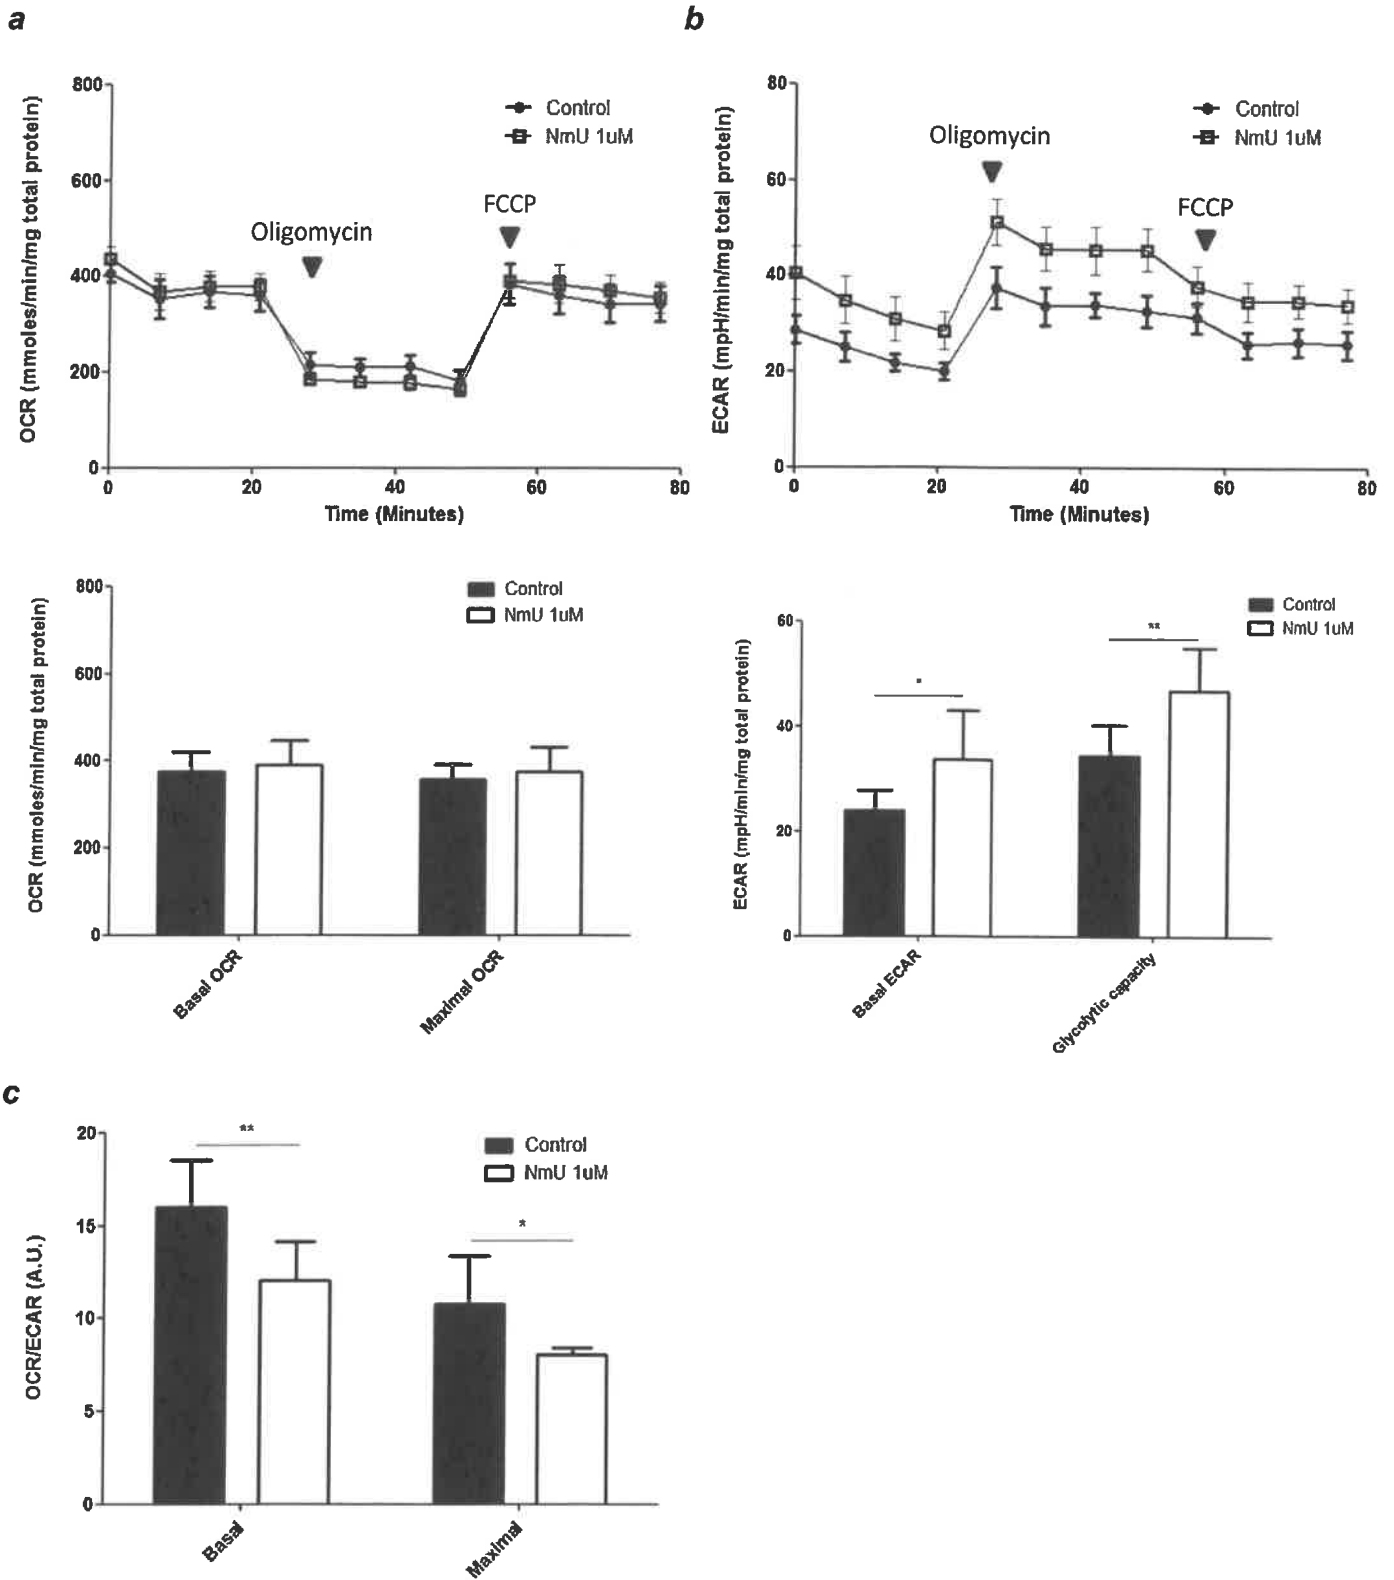 a
800
600
400
200
0
OCR (mmoles/min/mg total protein)
Control
NmU 1uM
Oligomycin
FCCP
0 20 40 60 80
Time (Minutes)
b
80
60
40
20
0
ECAR (mpH/min/mg total protein)
Control
NmU 1uM
Oligomycin
FCCP
0 20 40 60 80
Time (Minutes)
800
600
400
200
0
OCR (mmoles/min/mg total protein)
Control
NmU 1uM
Basal OCR
Maximal OCR
60
40
20
0
ECAR (mpH/min/mg total protein)
Control
NmU 1uM
*
**
Basal ECAR
Glycolytic capacity
c
20
15
10
5
0
OCR/ECAR (A.U.)
Control
NmU 1uM
**
*
Basal
Maximal